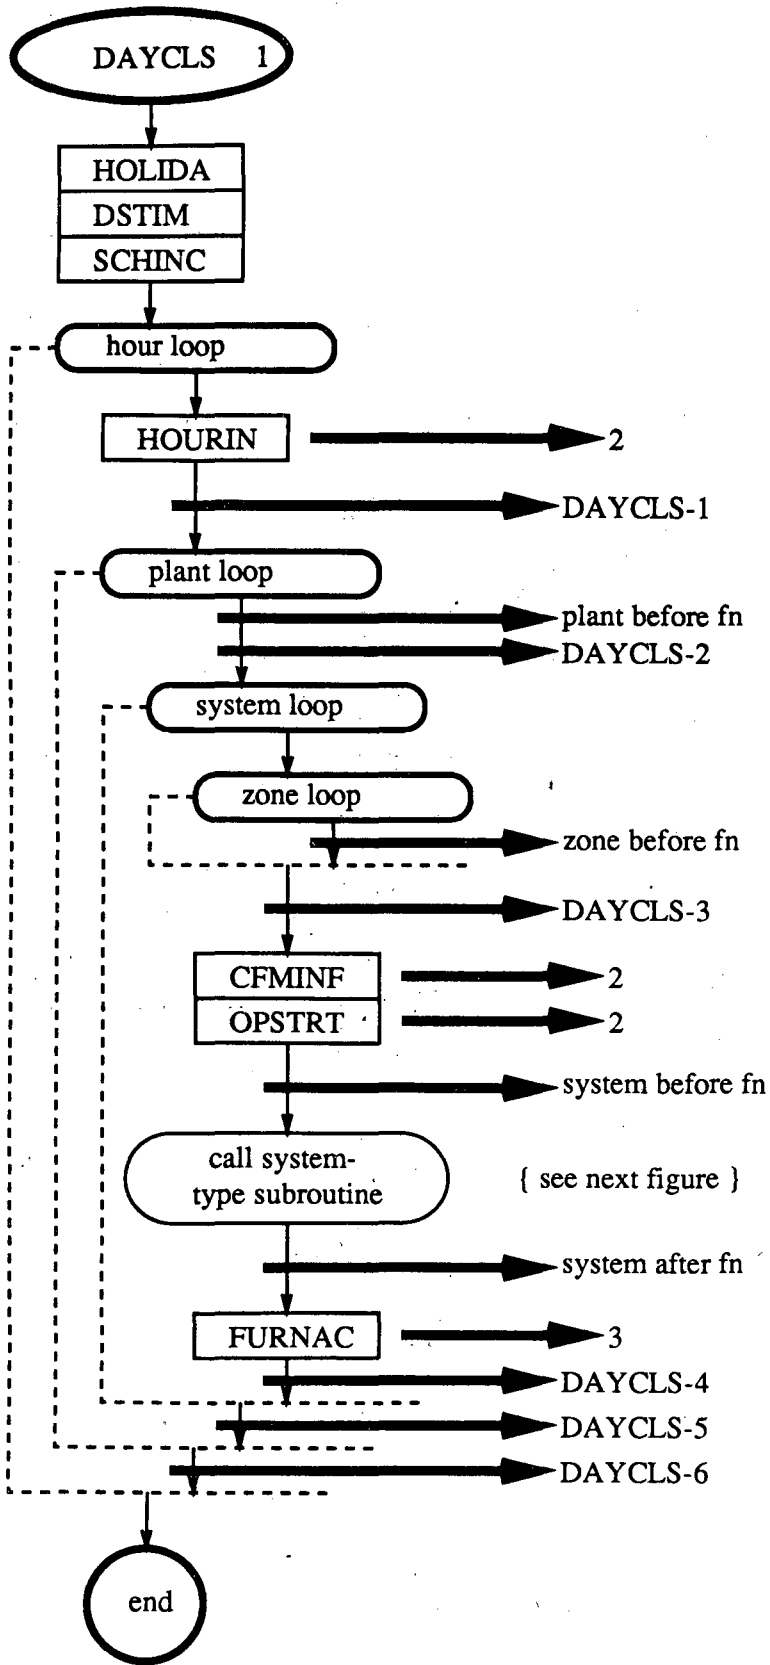 DAYCLS 1
HOLIDA
DSTIM
SCHINC
hour loop
HOURIN
2
DAYCLS-1
plant loop
plant before fn
DAYCLS-2
system loop
zone loop
zone before fn
DAYCLS-3
CFMINF
2
OPSTRT
2
system before fn
call system-
type subroutine
{ see next figure }
system after fn
FURNAC
3
DAYCLS-4
DAYCLS-5
DAYCLS-6
end